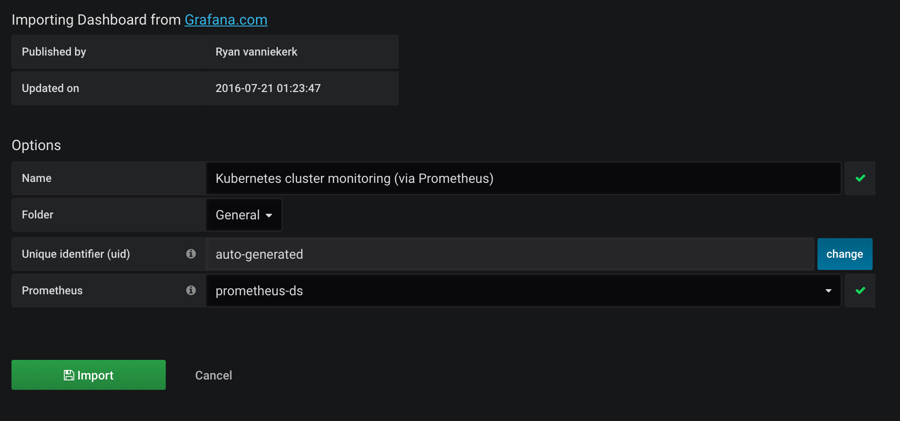 Importing Dashboard from Grafana.com
Published by Ryan vanniekerk
Updated on 2016-07-21 01:23:47
Options
Name Kubernetes cluster monitoring (via Prometheus)
Folder General
Unique identifier (uid) auto-generated change
Prometheus prometheus-ds
Import Cancel